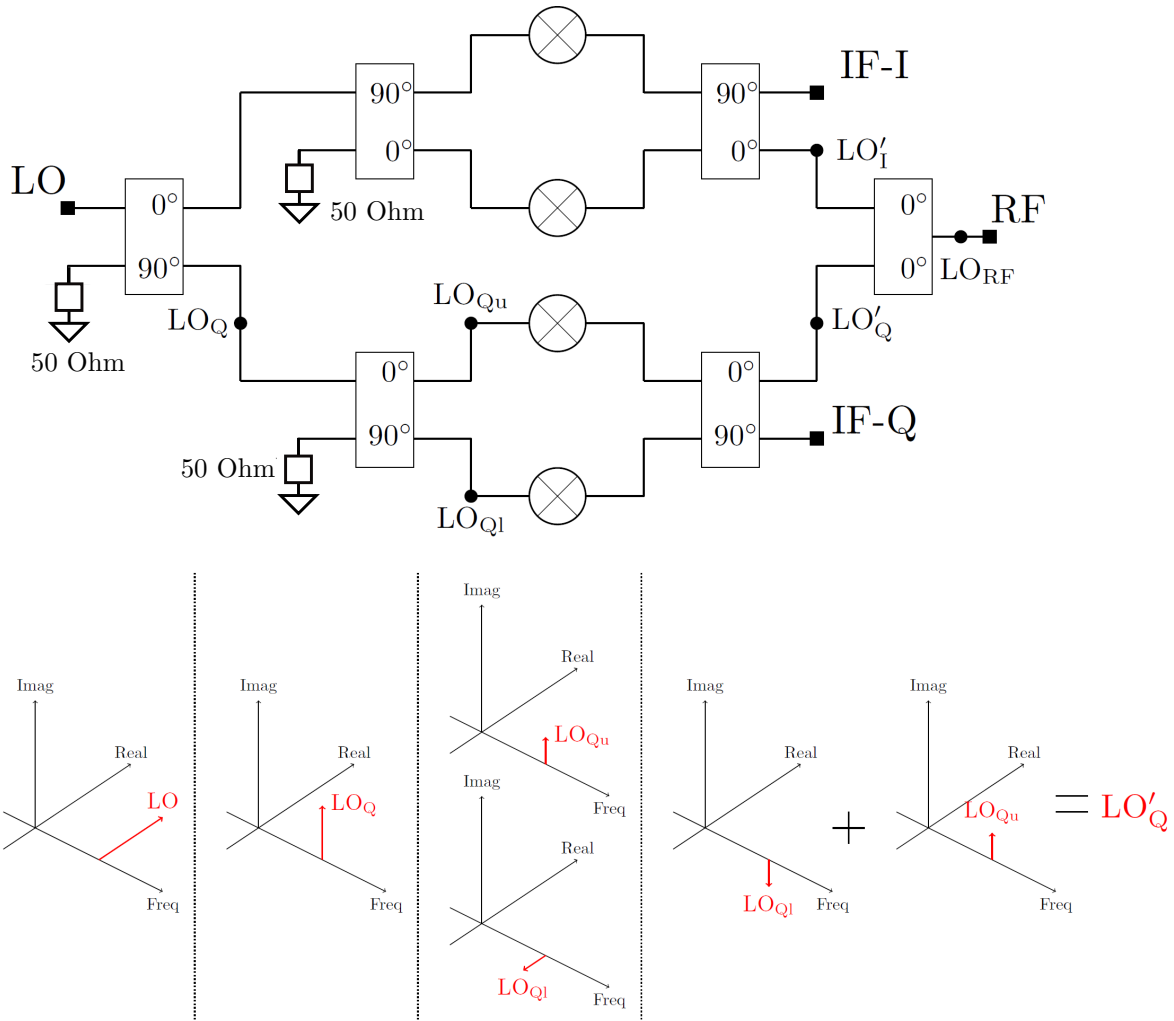 IF-I
90°
90°
0°
0°
LO'_I
LO
0°
50 Ohm
0°
RF
90°
0°
LO_RF
LO_Qu
LO_Q
LO'_Q
50 Ohm
0°
0°
90°
90°
IF-Q
50 Ohm
LO_Ql
Imag
Real
LO
Freq
Imag
Real
LO_Q
Freq
Imag
Real
LO_Qu
Freq
Imag
Real
LO_Ql
Freq
Imag
Real
LO_Ql
Freq
+
Imag
Real
LO_Qu
Freq
= LO'_Q